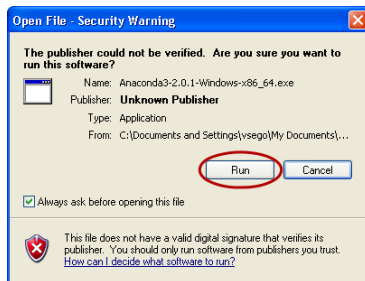 Open File - Security Warning
The publisher could not be verified. Are you sure you want to
run this software?
Name: Anaconda3-2.0.1-Windows-x86_64.exe
Publisher: Unknown Publisher
Type: Application
From: C:\Documents and Settings\vsego\My Documents\...
Run Cancel
Always ask before opening this file
This file does not have a valid digital signature that verifies its
publisher. You should only run software from publishers you trust.
How can I decide what software to run?